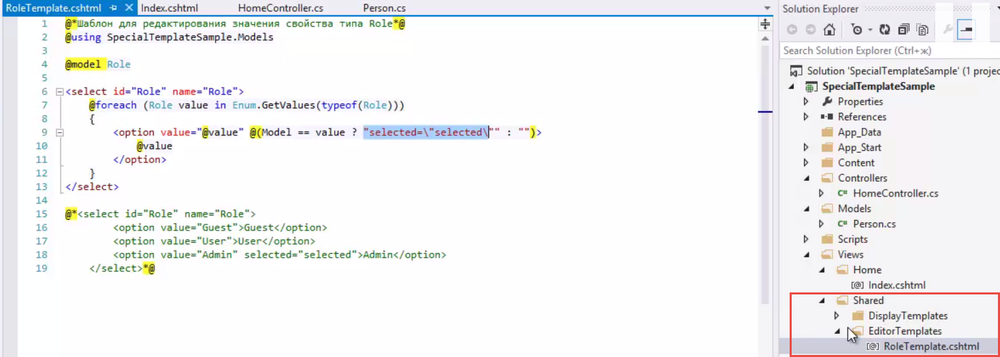 RoleTemplate.cshtml Index.cshtml HomeController.cs Person.cs
1 @*Шаблон для редактирования значения свойства типа Role*@
2 @using SpecialTemplateSample.Models
3
4 @model Role
5
6 <select id="Role" name="Role">
7 @foreach (Role value in Enum.GetValues(typeof(Role)))
8 {
9 <option value="@value" @(Model == value ? "selected=\"selected\"" : "")>
10 @value
11 </option>
12 }
13 </select>
14
15 @*<select id="Role" name="Role">
16 <option value="Guest">Guest</option>
17 <option value="User">User</option>
18 <option value="Admin" selected="selected">Admin</option>
19 </select>*@
Solution Explorer
Search Solution Explorer (Ctrl+ж)
Solution 'SpecialTemplateSample' (1 projec
SpecialTemplateSample
Properties
References
App_Data
App_Start
Content
Controllers
C# HomeController.cs
Models
C# Person.cs
Scripts
Views
Home
[@] Index.cshtml
Shared
DisplayTemplates
EditorTemplates
[@] RoleTemplate.cshtml